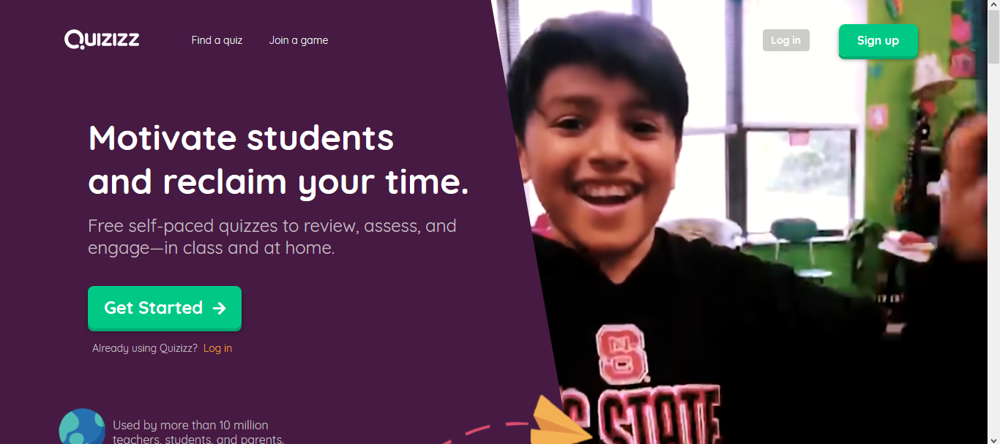 Quizizz
Find a quiz
Join a game
Log in
Sign up
Motivate students
and reclaim your time.
Free self-paced quizzes to review, assess, and
engage—in class and at home.
Get Started →
Already using Quizizz? Log in
STATE
Used by more than 10 million
teachers, students, and parents.